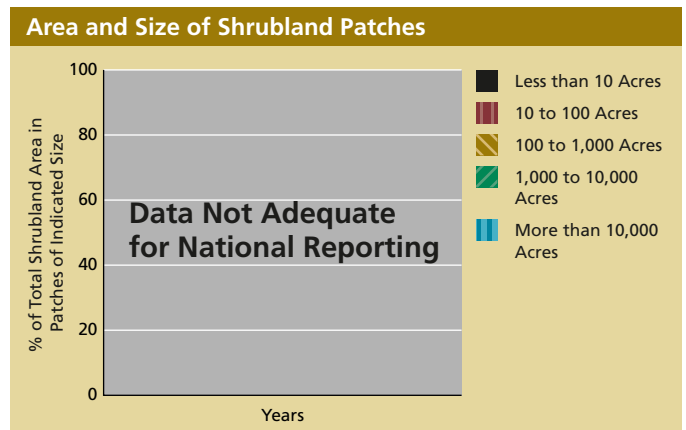 Area and Size of Shrubland Patches
% of Total Shrubland Area in
Patches of Indicated Size
100
80
60
40
20
0
Data Not Adequate
for National Reporting
Years
Less than 10 Acres
10 to 100 Acres
100 to 1,000 Acres
1,000 to 10,000
Acres
More than 10,000
Acres